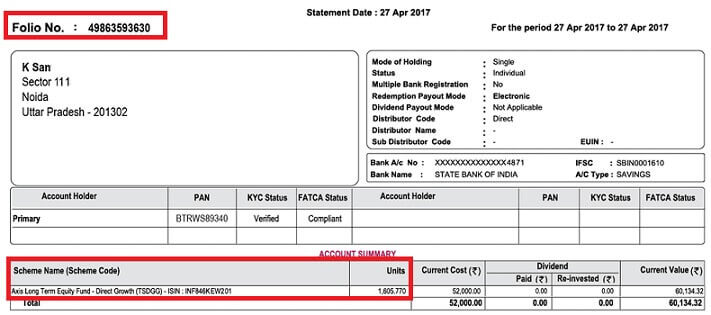 Statement Date : 27 Apr 2017
Folio No. : 49863593630
For the period 27 Apr 2017 to 27 Apr 2017
K San
Sector 111
Noida
Uttar Pradesh - 201302
Mode of Holding : Single
Status : Individual
Multiple Bank Registration : No
Redemption Payout Mode : Electronic
Dividend Payout Mode : Not Applicable
Distributor Code : Direct
Distributor Name : -
Sub Distributor Code : - EUIN : -
Bank A/c No : XXXXXXXXXXXXXX4871 IFSC : SBIN0001610
Bank Name : STATE BANK OF INDIA A/C Type : SAVINGS
Account Holder PAN KYC Status FATCA Status Account Holder PAN KYC Status FATCA Status
Primary BTRWS89340 Verified Compliant
ACCOUNT SUMMARY
Scheme Name (Scheme Code) Units Current Cost (₹) Dividend Current Value (₹)
Paid (₹) Re-invested (₹)
Axis Long Term Equity Fund - Direct Growth (TSDGG) - ISIN : INF846KEW201 1,605.770 52,000.00 0.00 0.00 60,134.32
Total 52,000.00 0.00 0.00 60,134.32